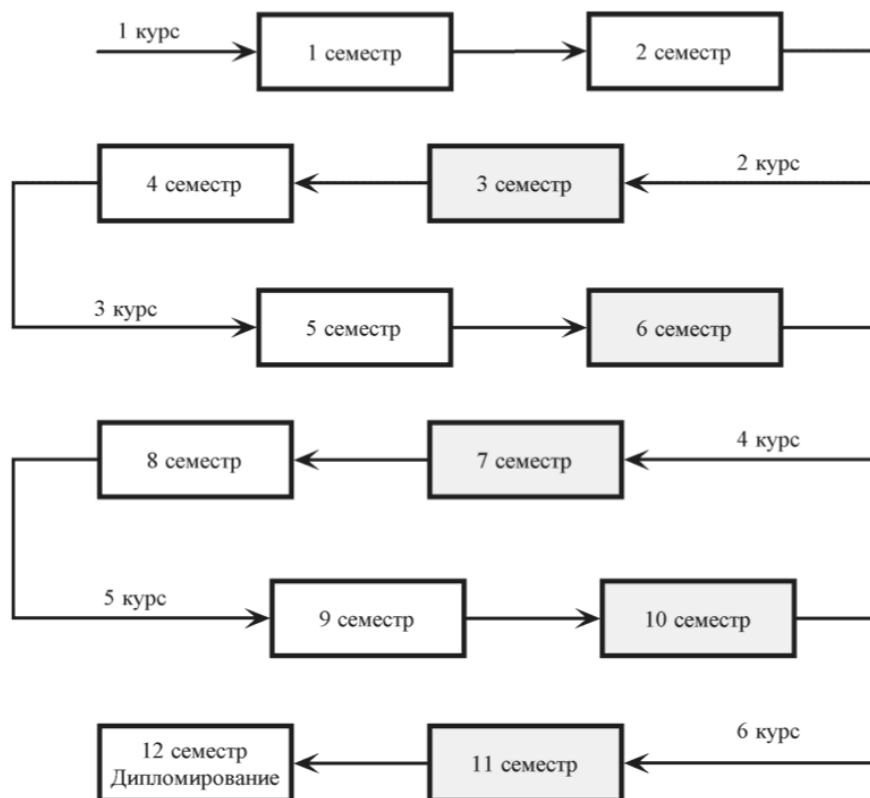 1 курс
1 семестр
2 семестр
2 курс
3 семестр
4 семестр
3 курс
5 семестр
6 семестр
4 курс
7 семестр
8 семестр
5 курс
9 семестр
10 семестр
6 курс
11 семестр
12 семестр
Дипломирование